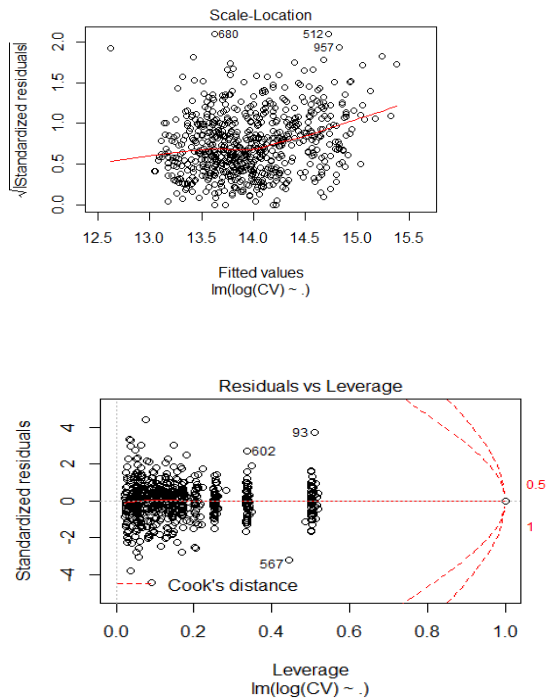 Scale-Location
√|Standardized residuals|
2.0
1.5
1.0
0.5
0.0
680
512
957
12.5 13.0 13.5 14.0 14.5 15.0 15.5
Fitted values
lm(log(CV) ~ .)
Residuals vs Leverage
Standardized residuals
4
2
0
-2
-4
93
602
567
0.5
1
Cook's distance
0.0 0.2 0.4 0.6 0.8 1.0
Leverage
lm(log(CV) ~ .)